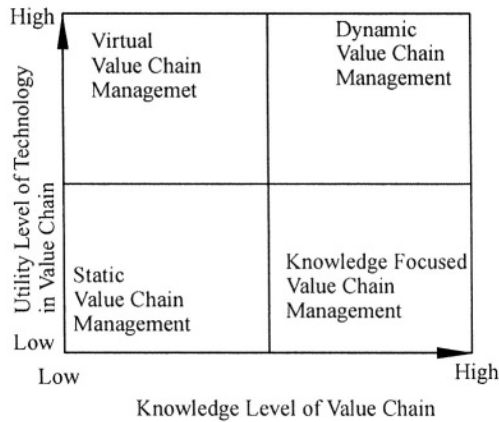 High
Virtual
Value Chain
Managemet
Dynamic
Value Chain
Management
Utility Level of Technology
in Value Chain
Static
Value Chain
Management
Knowledge Focused
Value Chain
Management
Low
Low
High
Knowledge Level of Value Chain